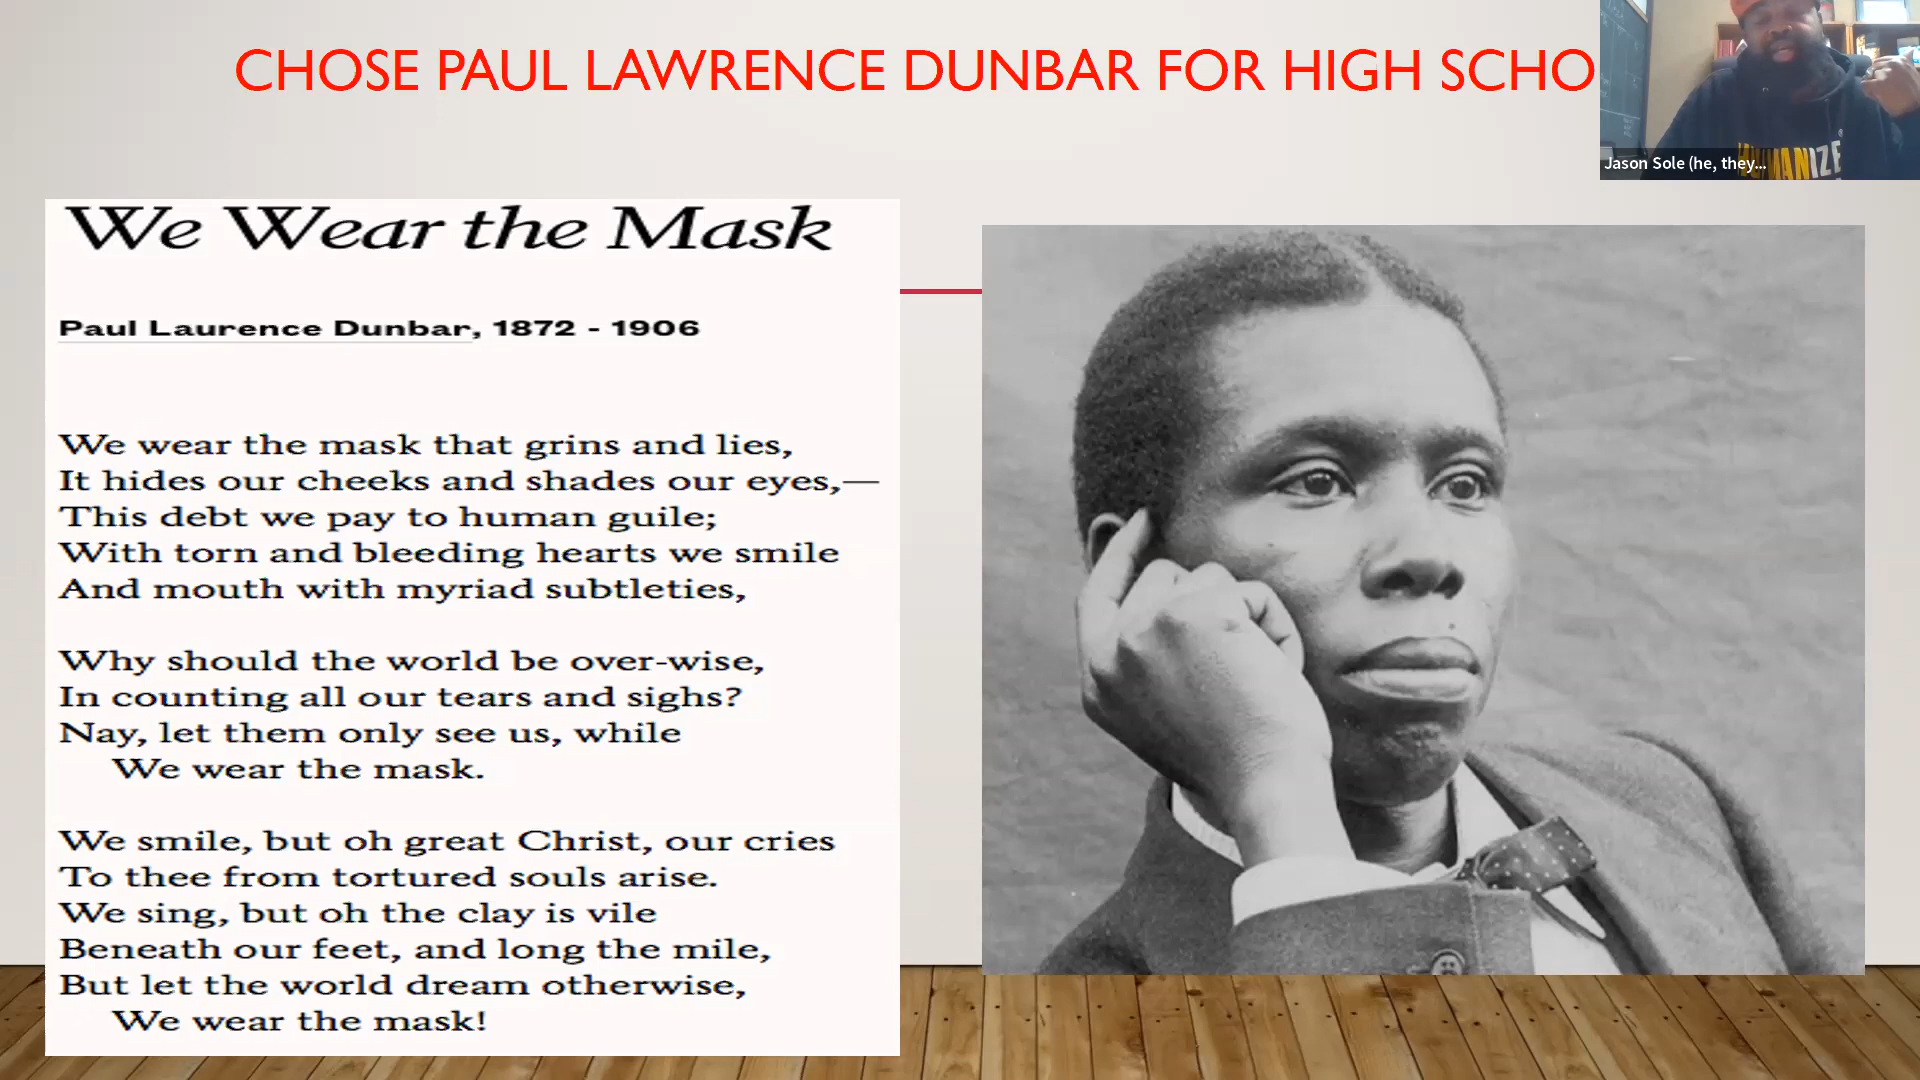 CHOSE PAUL LAWRENCE DUNBAR FOR HIGH SCHO
Jason Sole (he, they...
HUMANIZE
We Wear the Mask
Paul Laurence Dunbar, 1872 - 1906
We wear the mask that grins and lies,
It hides our cheeks and shades our eyes,—
This debt we pay to human guile;
With torn and bleeding hearts we smile
And mouth with myriad subtleties,
Why should the world be over-wise,
In counting all our tears and sighs?
Nay, let them only see us, while
We wear the mask.
We smile, but oh great Christ, our cries
To thee from tortured souls arise.
We sing, but oh the clay is vile
Beneath our feet, and long the mile,
But let the world dream otherwise,
We wear the mask!